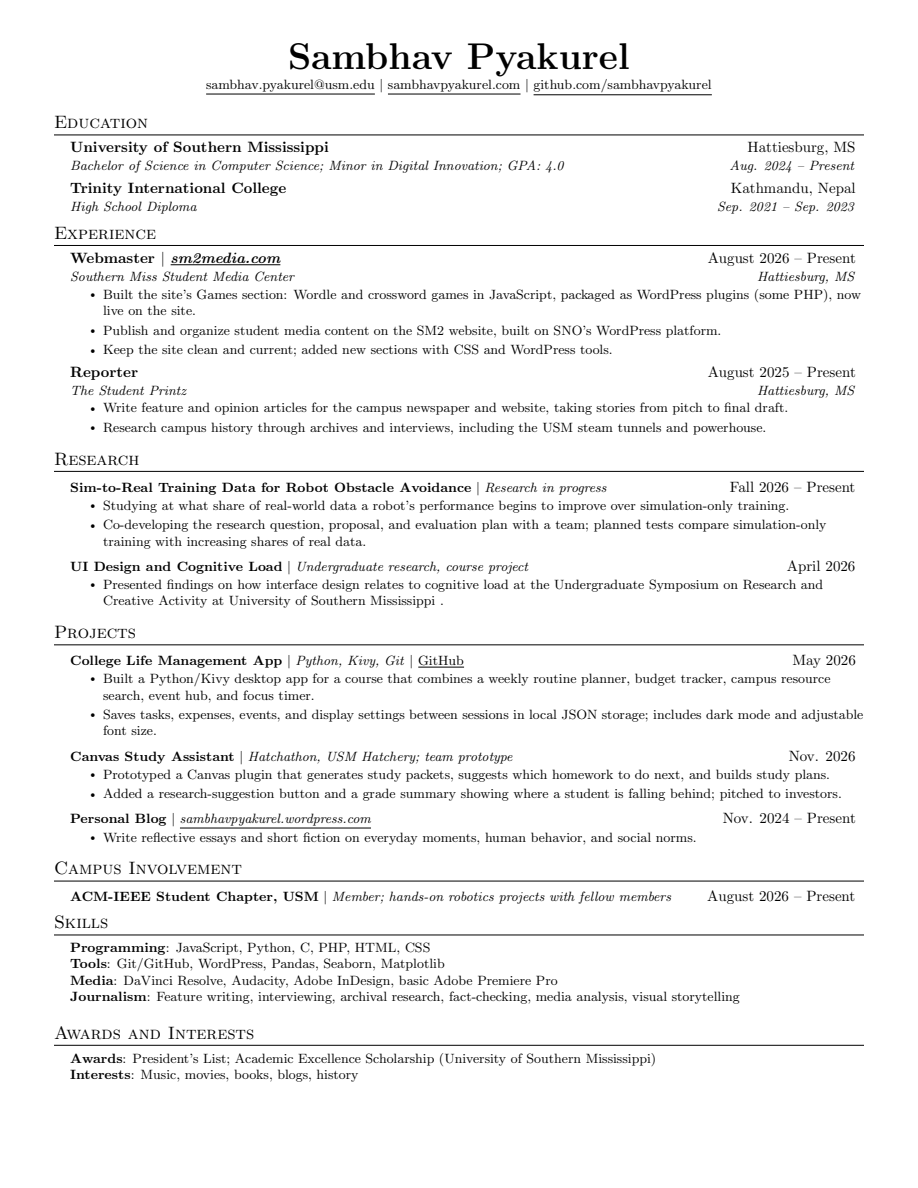 Sambhav Pyakurel
sambhav.pyakurel@usm.edu | sambhavpyakurel.com | github.com/sambhavpyakurel
Education
University of Southern Mississippi Hattiesburg, MS
Bachelor of Science in Computer Science; Minor in Digital Innovation; GPA: 4.0 Aug. 2024 – Present
Trinity International College Kathmandu, Nepal
High School Diploma Sep. 2021 – Sep. 2023
Experience
Webmaster | sm2media.com August 2026 – Present
Southern Miss Student Media Center Hattiesburg, MS
• Built the site's Games section: Wordle and crossword games in JavaScript, packaged as WordPress plugins (some PHP), now
live on the site.
• Publish and organize student media content on the SM2 website, built on SNO's WordPress platform.
• Keep the site clean and current; added new sections with CSS and WordPress tools.
Reporter August 2025 – Present
The Student Printz Hattiesburg, MS
• Write feature and opinion articles for the campus newspaper and website, taking stories from pitch to final draft.
• Research campus history through archives and interviews, including the USM steam tunnels and powerhouse.
Research
Sim-to-Real Training Data for Robot Obstacle Avoidance | Research in progress Fall 2026 – Present
• Studying at what share of real-world data a robot's performance begins to improve over simulation-only training.
• Co-developing the research question, proposal, and evaluation plan with a team; planned tests compare simulation-only
training with increasing shares of real data.
UI Design and Cognitive Load | Undergraduate research, course project April 2026
• Presented findings on how interface design relates to cognitive load at the Undergraduate Symposium on Research and
Creative Activity at University of Southern Mississippi .
Projects
College Life Management App | Python, Kivy, Git | GitHub May 2026
• Built a Python/Kivy desktop app for a course that combines a weekly routine planner, budget tracker, campus resource
search, event hub, and focus timer.
• Saves tasks, expenses, events, and display settings between sessions in local JSON storage; includes dark mode and adjustable
font size.
Canvas Study Assistant | Hatchathon, USM Hatchery; team prototype Nov. 2026
• Prototyped a Canvas plugin that generates study packets, suggests which homework to do next, and builds study plans.
• Added a research-suggestion button and a grade summary showing where a student is falling behind; pitched to investors.
Personal Blog | sambhavpyakurel.wordpress.com Nov. 2024 – Present
• Write reflective essays and short fiction on everyday moments, human behavior, and social norms.
Campus Involvement
ACM-IEEE Student Chapter, USM | Member; hands-on robotics projects with fellow members August 2026 – Present
Skills
Programming: JavaScript, Python, C, PHP, HTML, CSS
Tools: Git/GitHub, WordPress, Pandas, Seaborn, Matplotlib
Media: DaVinci Resolve, Audacity, Adobe InDesign, basic Adobe Premiere Pro
Journalism: Feature writing, interviewing, archival research, fact-checking, media analysis, visual storytelling
Awards and Interests
Awards: President's List; Academic Excellence Scholarship (University of Southern Mississippi)
Interests: Music, movies, books, blogs, history